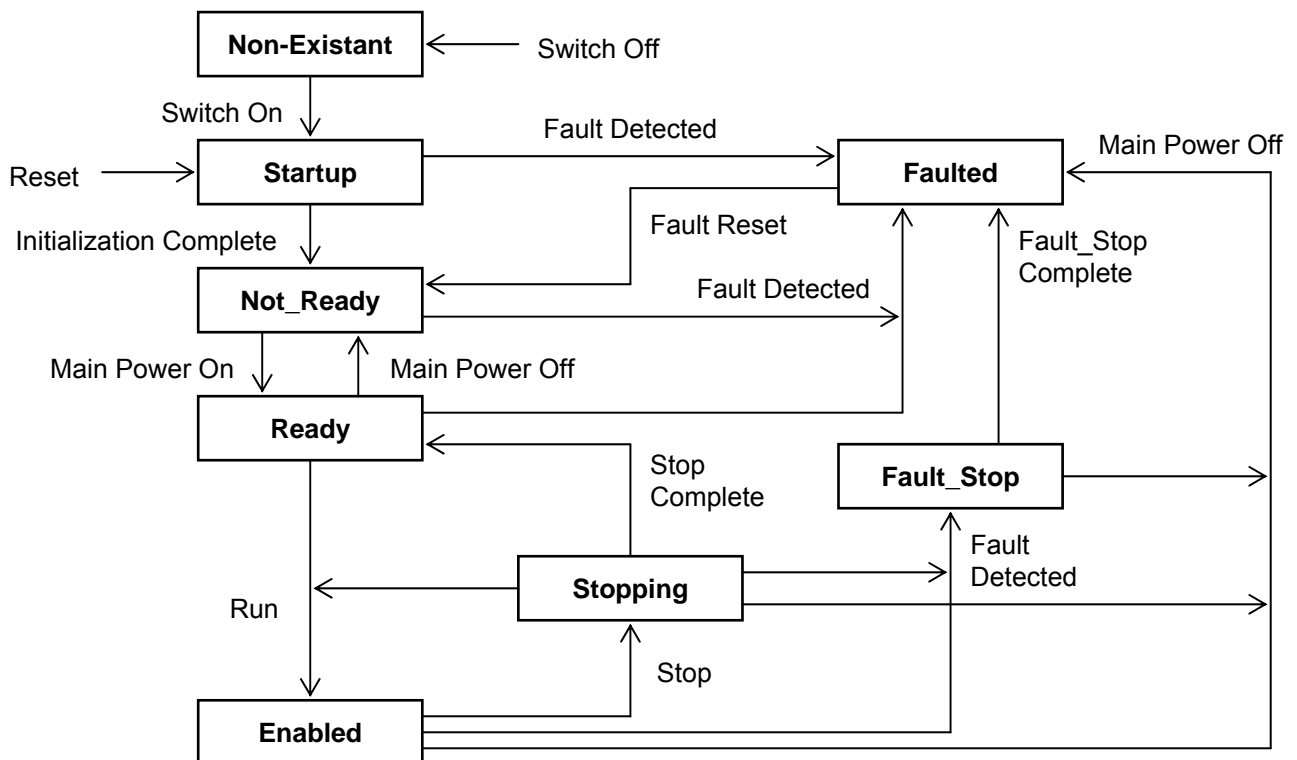 Non-Existant
Switch Off
Switch On
Fault Detected
Main Power Off
Startup
Faulted
Reset
Fault Reset
Initialization Complete
Fault_Stop
Complete
Not_Ready
Fault Detected
Main Power On
Main Power Off
Ready
Stop
Complete
Fault_Stop
Fault
Detected
Stopping
Run
Stop
Enabled